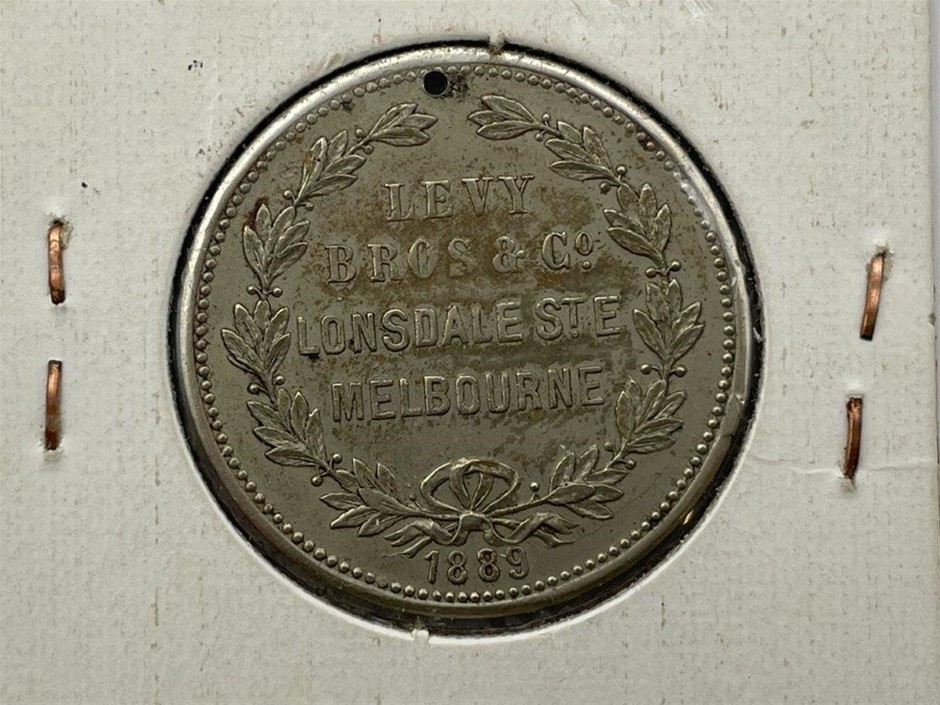 LEVY
BROS & Co.
LONSDALE ST. E
MELBOURNE
1889